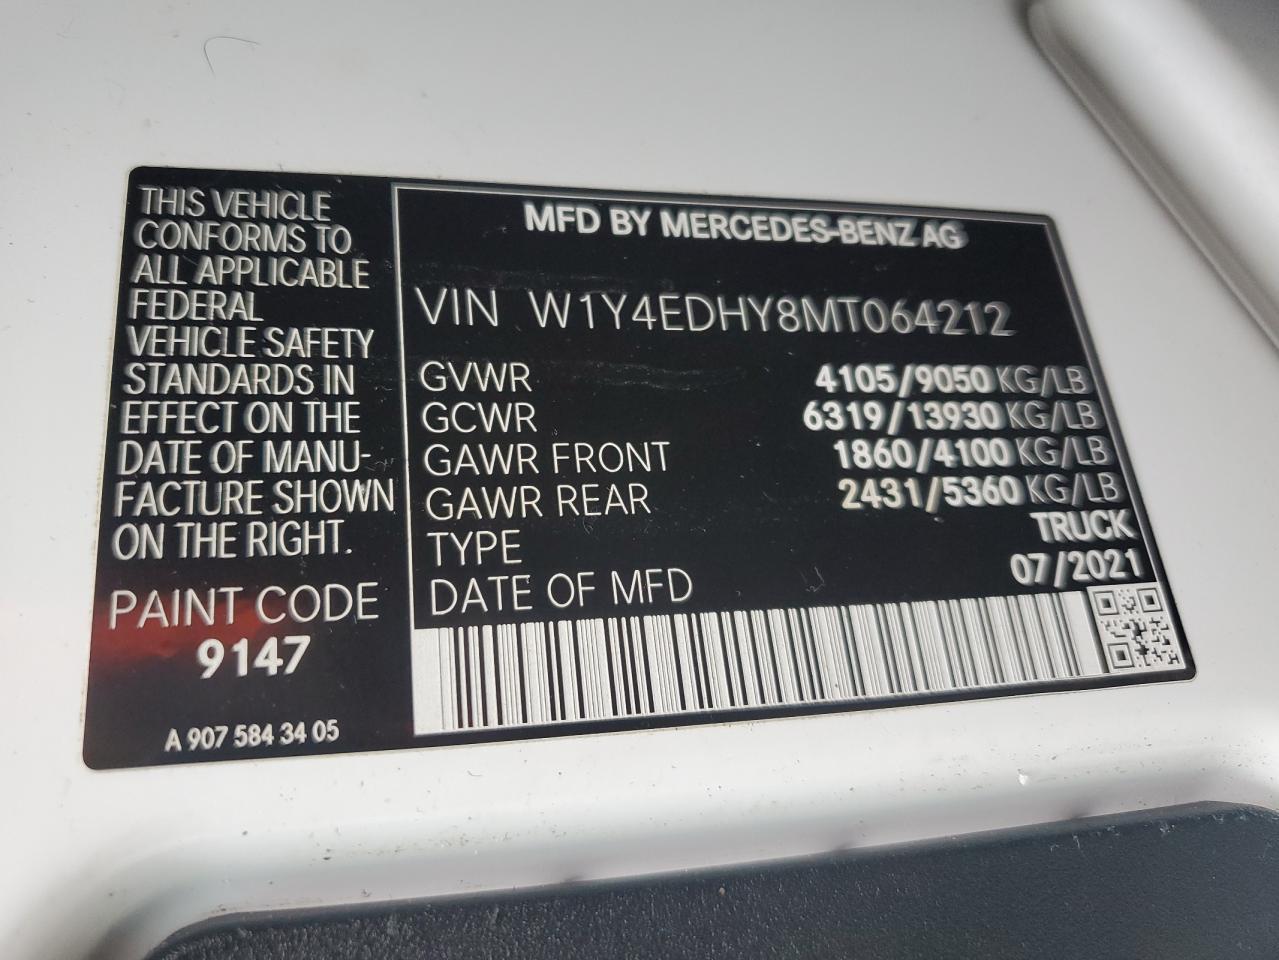 THIS VEHICLE
CONFORMS TO
ALL APPLICABLE
FEDERAL
VEHICLE SAFETY
STANDARDS IN
EFFECT ON THE
DATE OF MANU-
FACTURE SHOWN
ON THE RIGHT.
PAINT CODE
9147
A 907 584 34 05
MFD BY MERCEDES-BENZ AG
VIN W1Y4EDHY8MT064212
GVWR 4105/9050 KG/LB
GCWR 6319/13930 KG/LB
GAWR FRONT 1860/4100 KG/LB
GAWR REAR 2431/5360 KG/LB
TYPE TRUCK
DATE OF MFD 07/2021